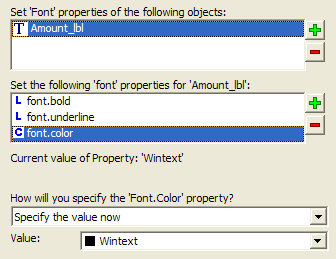 Set 'Font' properties of the following objects:
T Amount_lbl
Set the following 'font' properties for 'Amount_lbl':
L font.bold
L font.underline
C font.color
Current value of Property: 'Wintext'
How will you specify the 'Font.Color' property?
Specify the value now
Value: Wintext